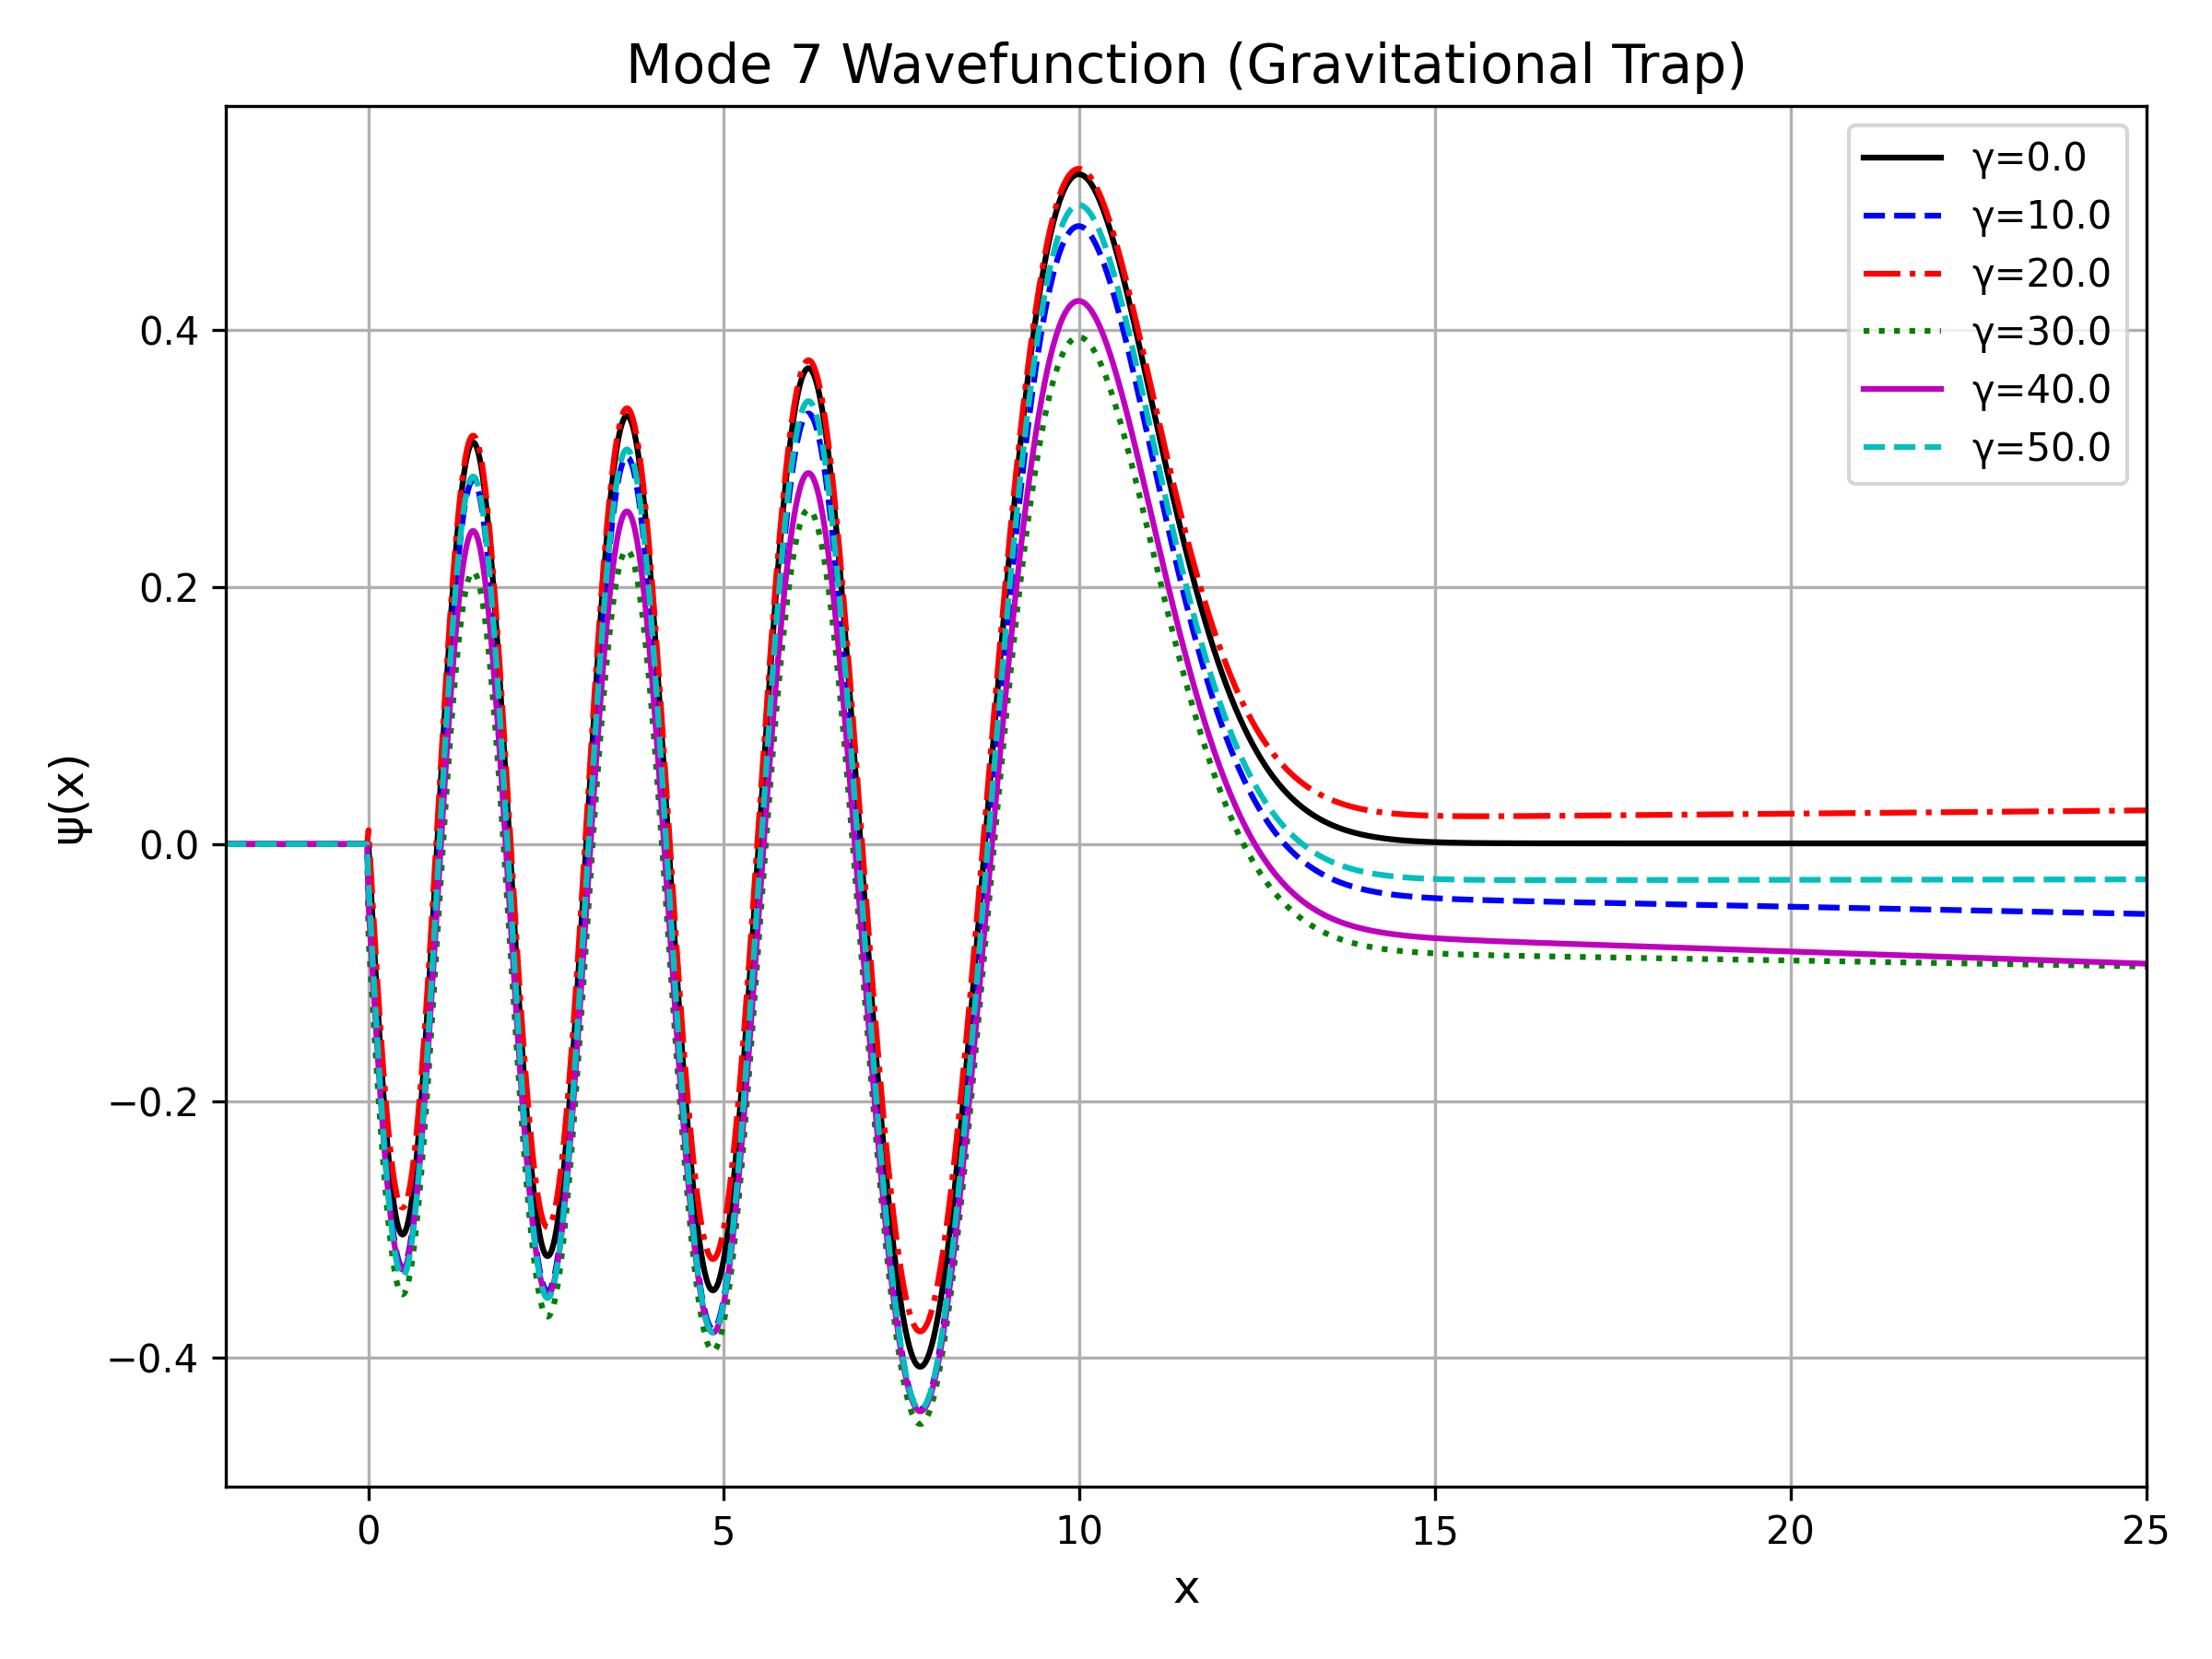 Mode 7 Wavefunction (Gravitational Trap)
γ=0.0
γ=10.0
γ=20.0
γ=30.0
γ=40.0
γ=50.0
ψ(x)
0.4
0.2
0.0
−0.2
−0.4
0 5 10 15 20 25
x